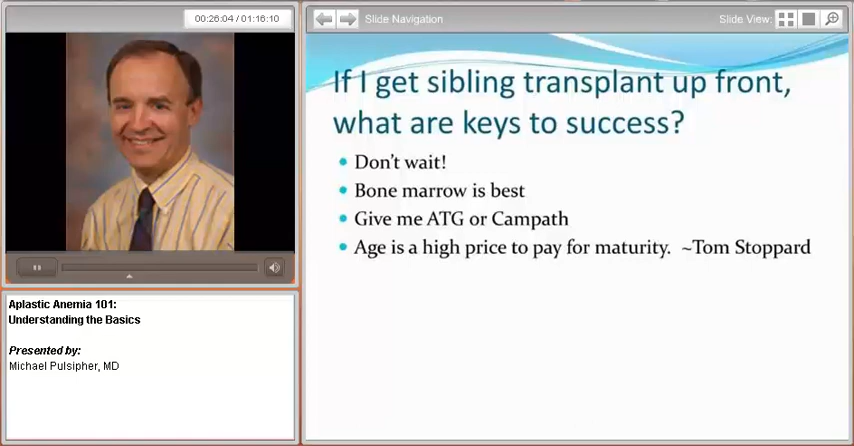 00:26:04 / 01:16:10
Slide Navigation
Slide View:
If I get sibling transplant up front,
what are keys to success?
• Don't wait!
• Bone marrow is best
• Give me ATG or Campath
• Age is a high price to pay for maturity. ~Tom Stoppard
Aplastic Anemia 101:
Understanding the Basics
Presented by:
Michael Pulsipher, MD